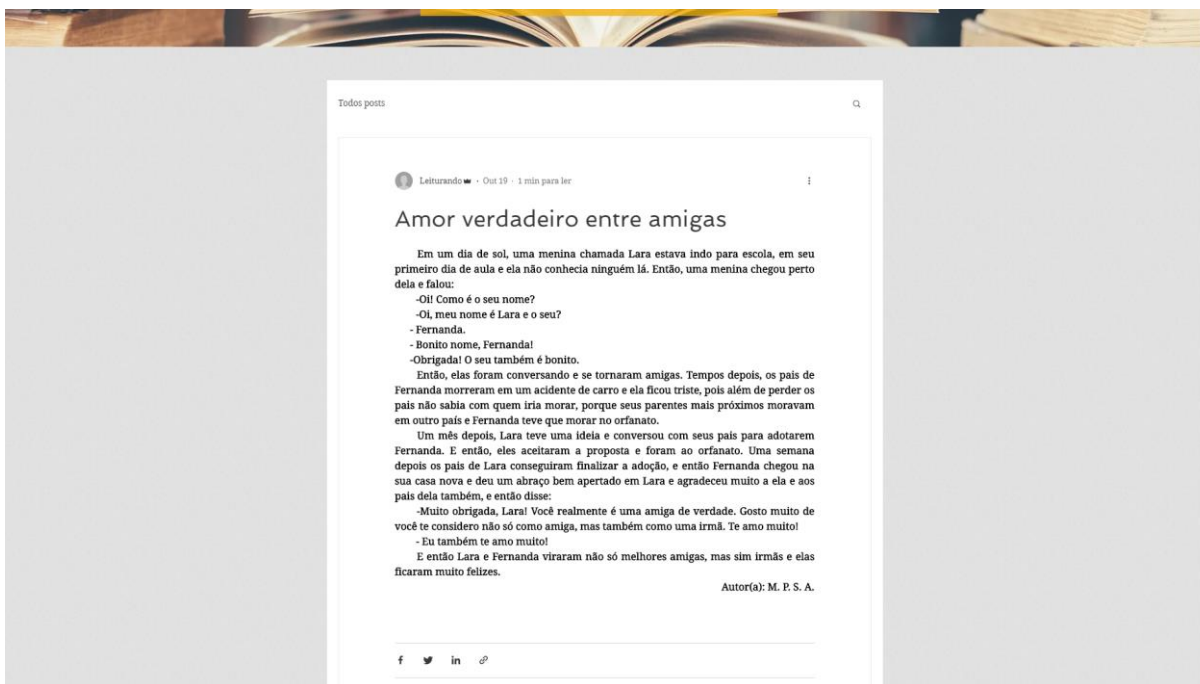 Todos posts
Leiturando • Out 19 • 1 min para ler
Amor verdadeiro entre amigas
Em um dia de sol, uma menina chamada Lara estava indo para escola, em seu
primeiro dia de aula e ela não conhecia ninguém lá. Então, uma menina chegou perto
dela e falou:
-Oi! Como é o seu nome?
-Oi, meu nome é Lara e o seu?
- Fernanda.
- Bonito nome, Fernanda!
-Obrigada! O seu também é bonito.
Então, elas foram conversando e se tornaram amigas. Tempos depois, os pais de
Fernanda morreram em um acidente de carro e ela ficou triste, pois além de perder os
pais não sabia com quem iria morar, porque seus parentes mais próximos moravam
em outro país e Fernanda teve que morar no orfanato.
Um mês depois, Lara teve uma ideia e conversou com seus pais para adotarem
Fernanda. E então, eles aceitaram a proposta e foram ao orfanato. Uma semana
depois os pais de Lara conseguiram finalizar a adoção, e então Fernanda chegou na
sua casa nova e deu um abraço bem apertado em Lara e agradeceu muito a ela e aos
pais dela também, e então disse:
-Muito obrigada, Lara! Você realmente é uma amiga de verdade. Gosto muito de
você te considero não só como amiga, mas também como uma irmã. Te amo muito!
- Eu também te amo muito!
E então Lara e Fernanda viraram não só melhores amigas, mas sim irmãs e elas
ficaram muito felizes.
Autor(a): M. P. S. A.